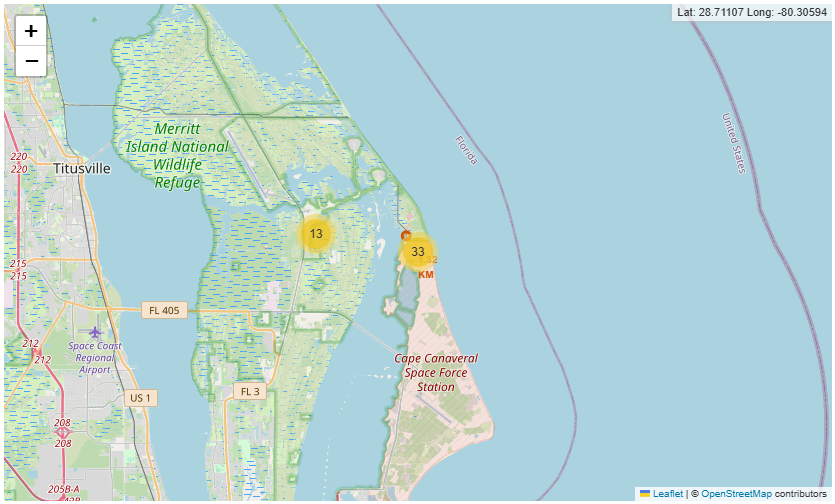 +
−
Lat: 28.71107 Long: -80.30594
Merritt
Island National
Wildlife
Refuge
Florida
United States
220
220
Titusville
13
33
32
KM
215
215
FL 405
212
212
Space Coast
Regional
Airport
Cape Canaveral
Space Force
Station
FL 3
US 1
208
208
205B-A
Leaflet | © OpenStreetMap contributors